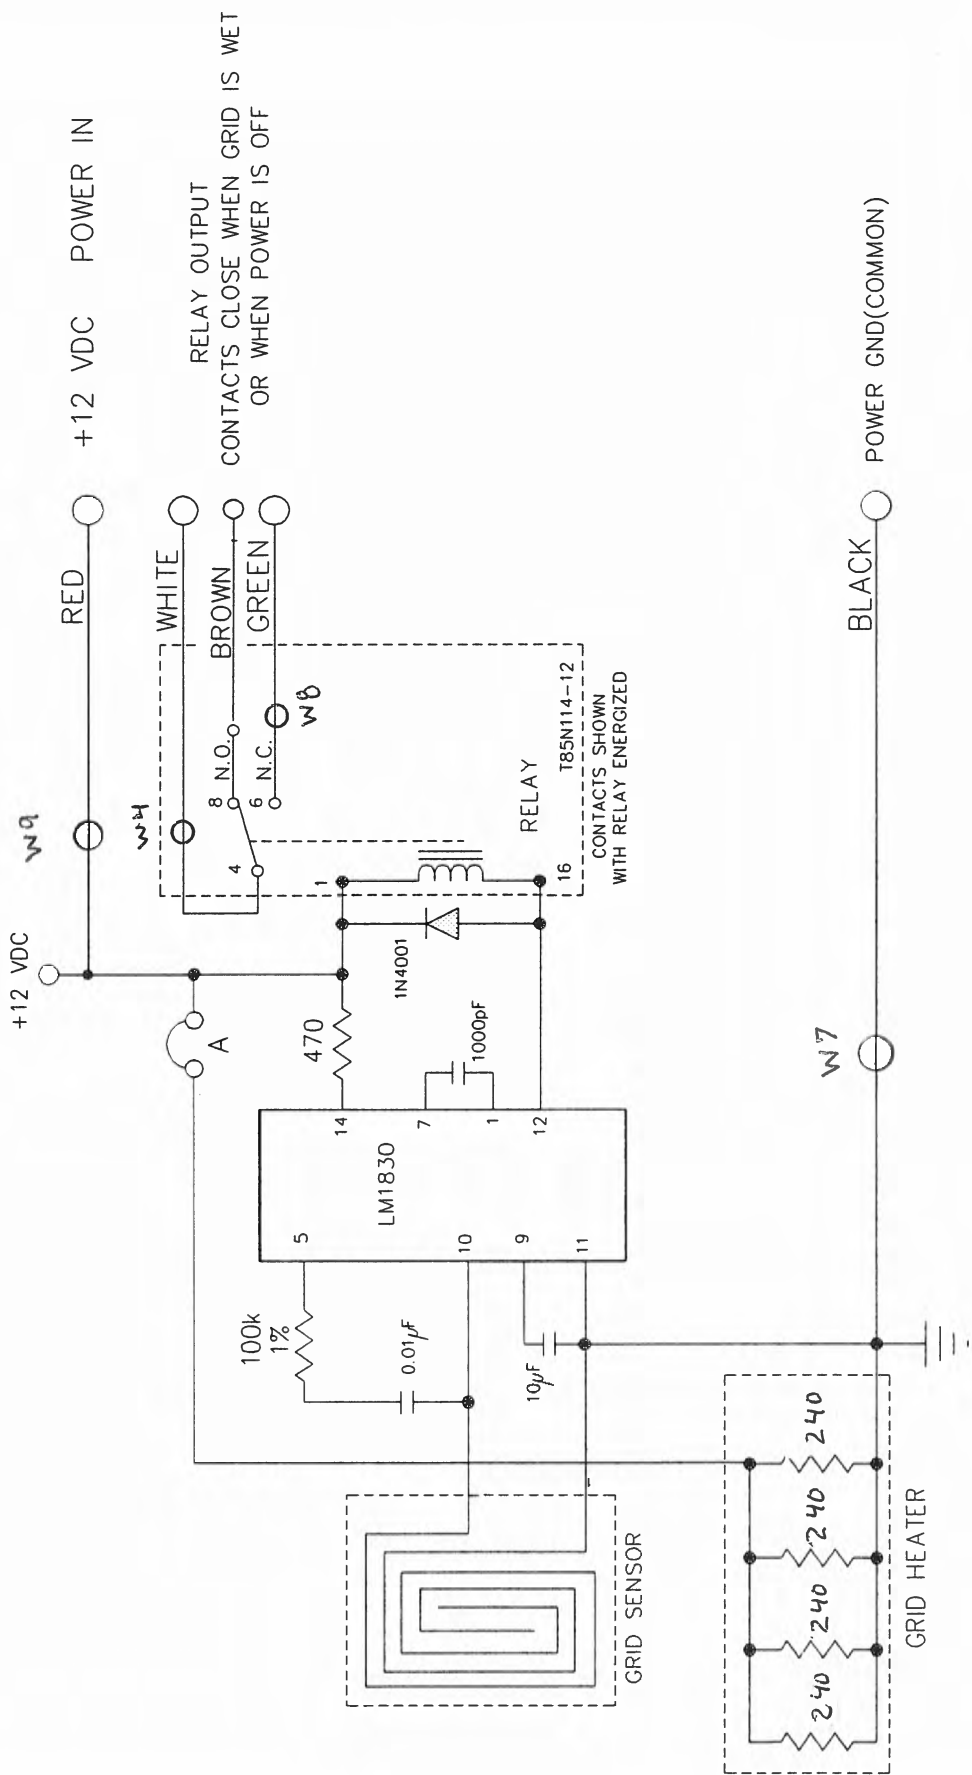 +12 VDC
W9
RED
+12 VDC POWER IN
A
W4
WHITE
RELAY OUTPUT
CONTACTS CLOSE WHEN GRID IS WET
OR WHEN POWER IS OFF
BROWN
GREEN
8 N.O.
6 N.C.
W8
4
1
16
RELAY
T85N114-12
CONTACTS SHOWN
WITH RELAY ENERGIZED
1N4001
470
1000pF
14
7
1
12
LM1830
5
10
9
11
100k
1%
0.01µF
10µF
GRID SENSOR
240
240
240
240
GRID HEATER
W7
BLACK
POWER GND(COMMON)